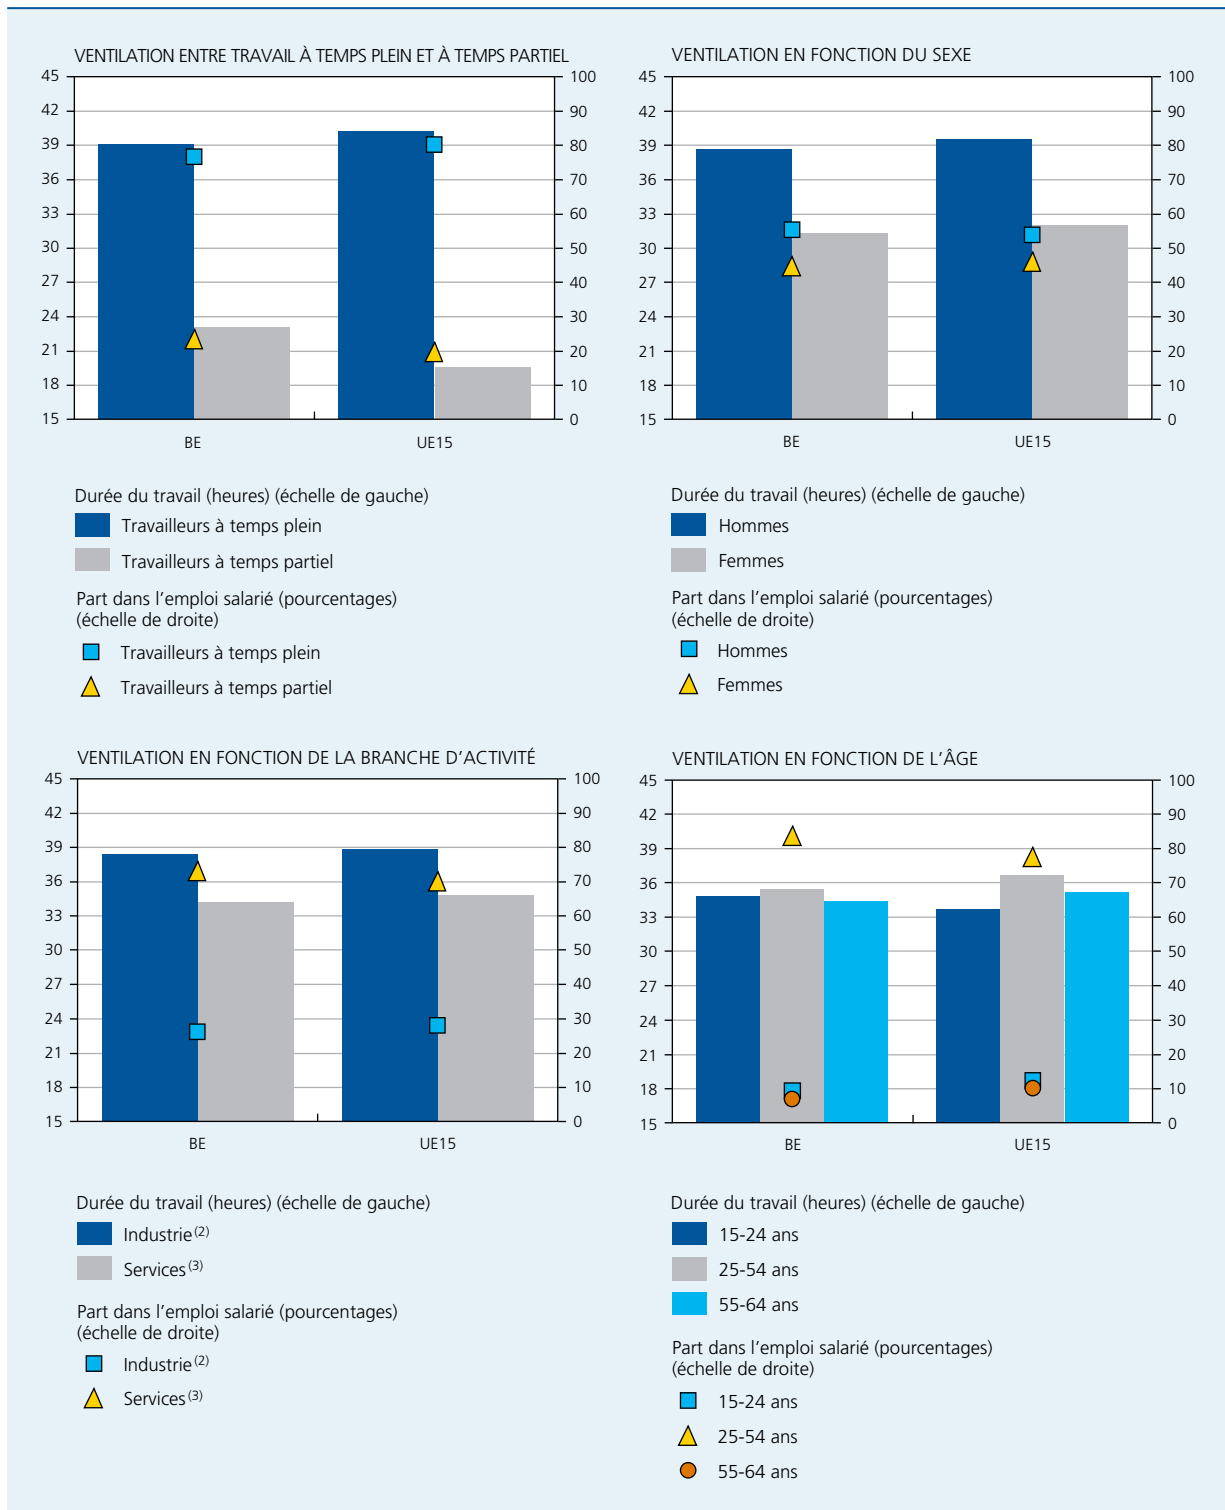 VENTILATION ENTRE TRAVAIL À TEMPS PLEIN ET À TEMPS PARTIEL
45 100
42 90
39 80
36 70
33 60
30 50
27 40
24 30
21 20
18 10
15 0
BE UE15
Durée du travail (heures) (échelle de gauche)
Travailleurs à temps plein
Travailleurs à temps partiel
Part dans l'emploi salarié (pourcentages)
(échelle de droite)
Travailleurs à temps plein
Travailleurs à temps partiel
VENTILATION EN FONCTION DU SEXE
45 100
42 90
39 80
36 70
33 60
30 50
27 40
24 30
21 20
18 10
15 0
BE UE15
Durée du travail (heures) (échelle de gauche)
Hommes
Femmes
Part dans l'emploi salarié (pourcentages)
(échelle de droite)
Hommes
Femmes
VENTILATION EN FONCTION DE LA BRANCHE D'ACTIVITÉ
45 100
42 90
39 80
36 70
33 60
30 50
27 40
24 30
21 20
18 10
15 0
BE UE15
Durée du travail (heures) (échelle de gauche)
Industrie (2)
Services (3)
Part dans l'emploi salarié (pourcentages)
(échelle de droite)
Industrie (2)
Services (3)
VENTILATION EN FONCTION DE L'ÂGE
45 100
42 90
39 80
36 70
33 60
30 50
27 40
24 30
21 20
18 10
15 0
BE UE15
Durée du travail (heures) (échelle de gauche)
15-24 ans
25-54 ans
55-64 ans
Part dans l'emploi salarié (pourcentages)
(échelle de droite)
15-24 ans
25-54 ans
55-64 ans